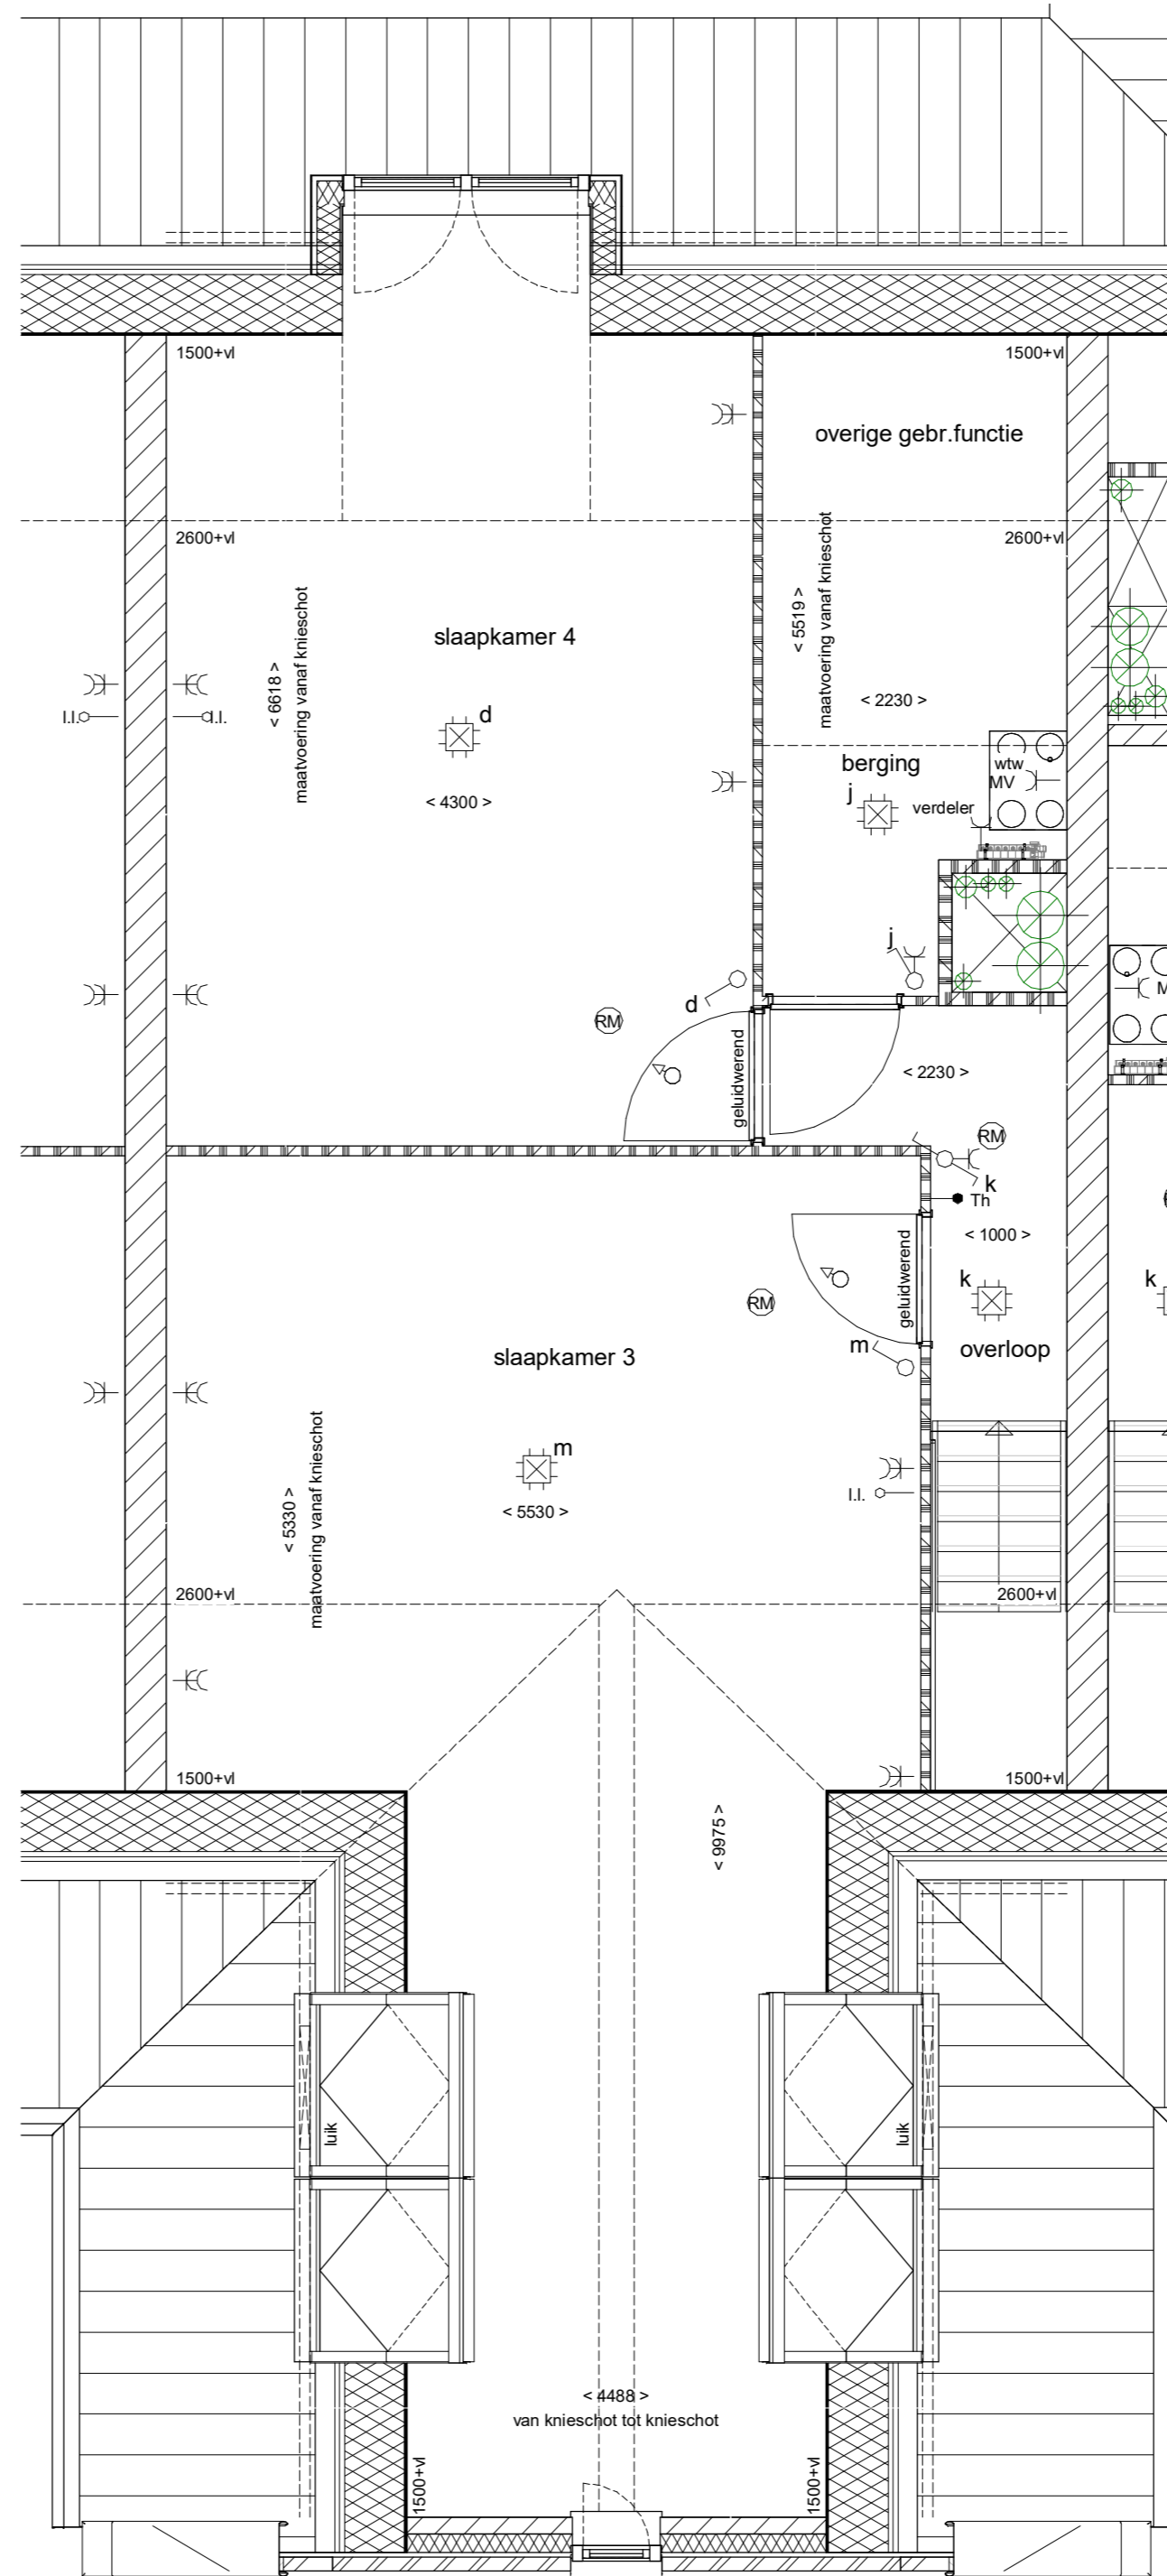 1500+vl
1500+vl
overige gebr.functie
2600+vl
2600+vl
< 6618 >
maatvoering vanaf knieschot
slaapkamer 4
< 5519 >
maatvoering vanaf knieschot
< 2230 >
l.l.
l.l.
d
< 4300 >
berging
j
wtw
MV
verdeler
j
d
RM
geluidwerend
M
< 2230 >
RM
k
Th
< 1000 >
geluidwerend
k
k
RM
m
overloop
slaapkamer 3
< 5330 >
maatvoering vanaf knieschot
m
< 5530 >
l.l.
2600+vl
2600+vl
1500+vl
1500+vl
< 9975 >
luik
luik
< 4488 >
van knieschot tot knieschot
1500+vl
1500+vl